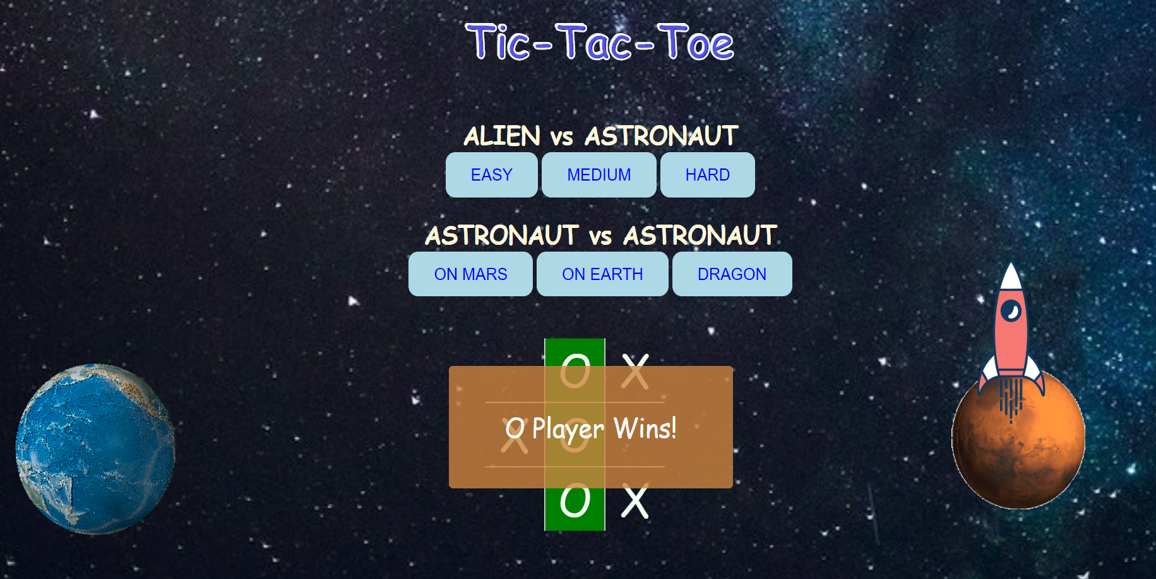 Tic-Tac-Toe
ALIEN vs ASTRONAUT
EASY MEDIUM HARD
ASTRONAUT vs ASTRONAUT
ON MARS ON EARTH DRAGON
O X
X O
O Player Wins!
O X